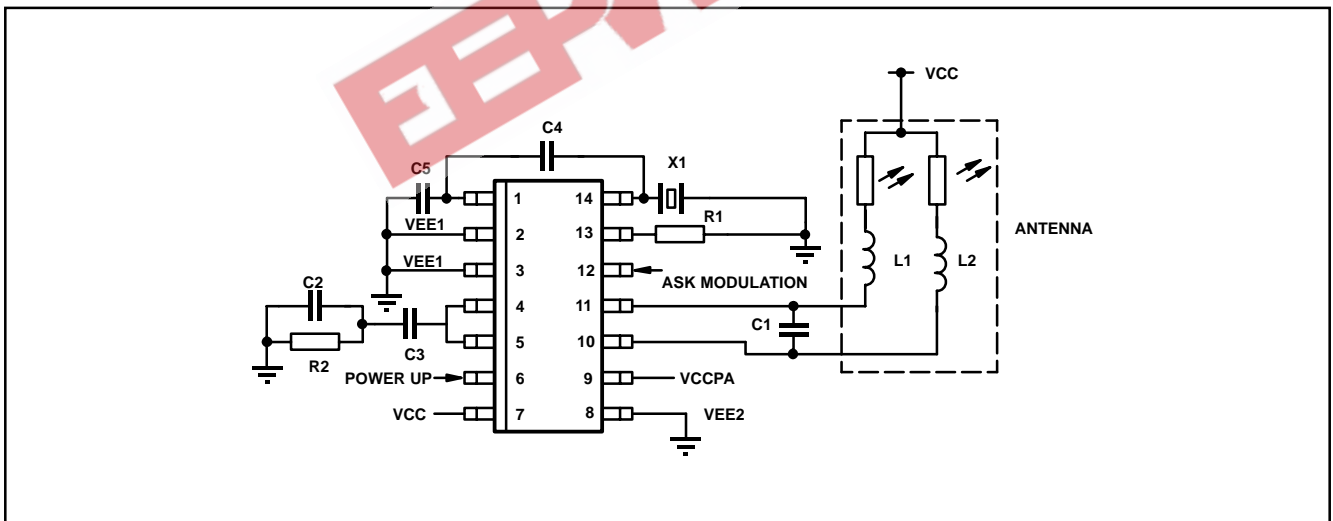 VCC
C4
C5
X1
1
14
R1
VEE1
2
13
VEE1
3
12
ASK MODULATION
ANTENNA
L1
L2
C2
4
11
C1
R2
C3
5
10
POWER UP
6
9
VCCPA
VCC
7
8
VEE2